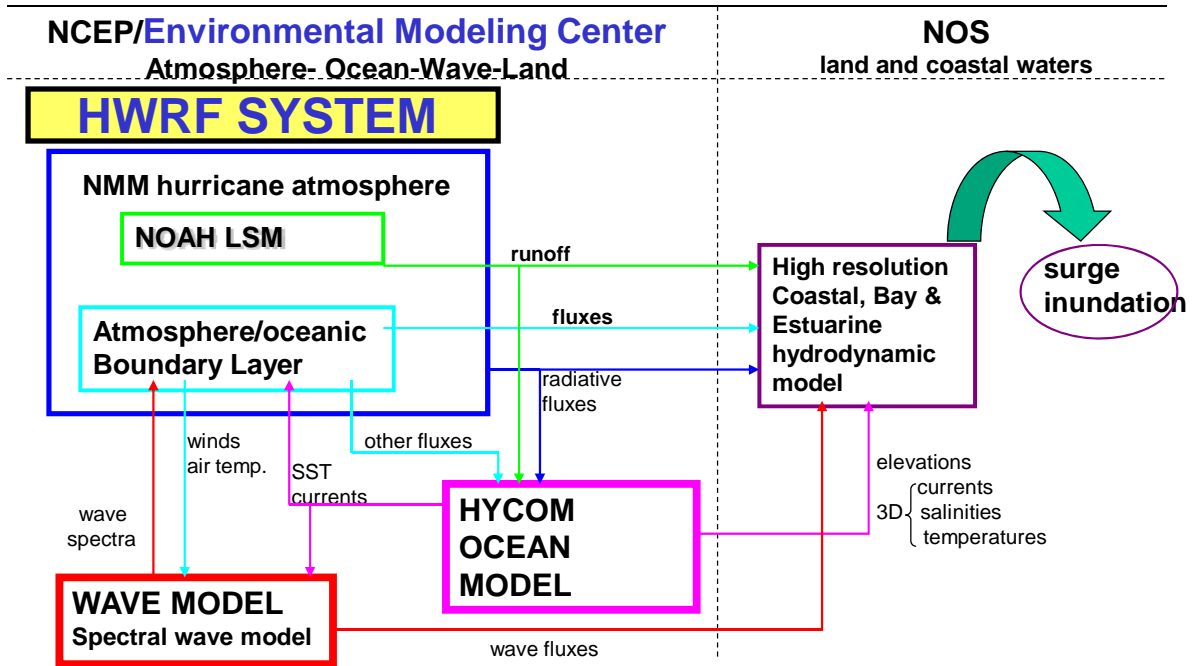 NCEP/Environmental Modeling Center
Atmosphere- Ocean-Wave-Land
NOS
land and coastal waters
HWRF SYSTEM
NMM hurricane atmosphere
NOAH LSM
runoff
High resolution
Coastal, Bay &
Estuarine
hydrodynamic
model
surge
inundation
Atmosphere/oceanic
Boundary Layer
fluxes
radiative
fluxes
winds
air temp.
other fluxes
SST
currents
elevations
currents
3D salinities
temperatures
wave
spectra
HYCOM
OCEAN
MODEL
WAVE MODEL
Spectral wave model
wave fluxes